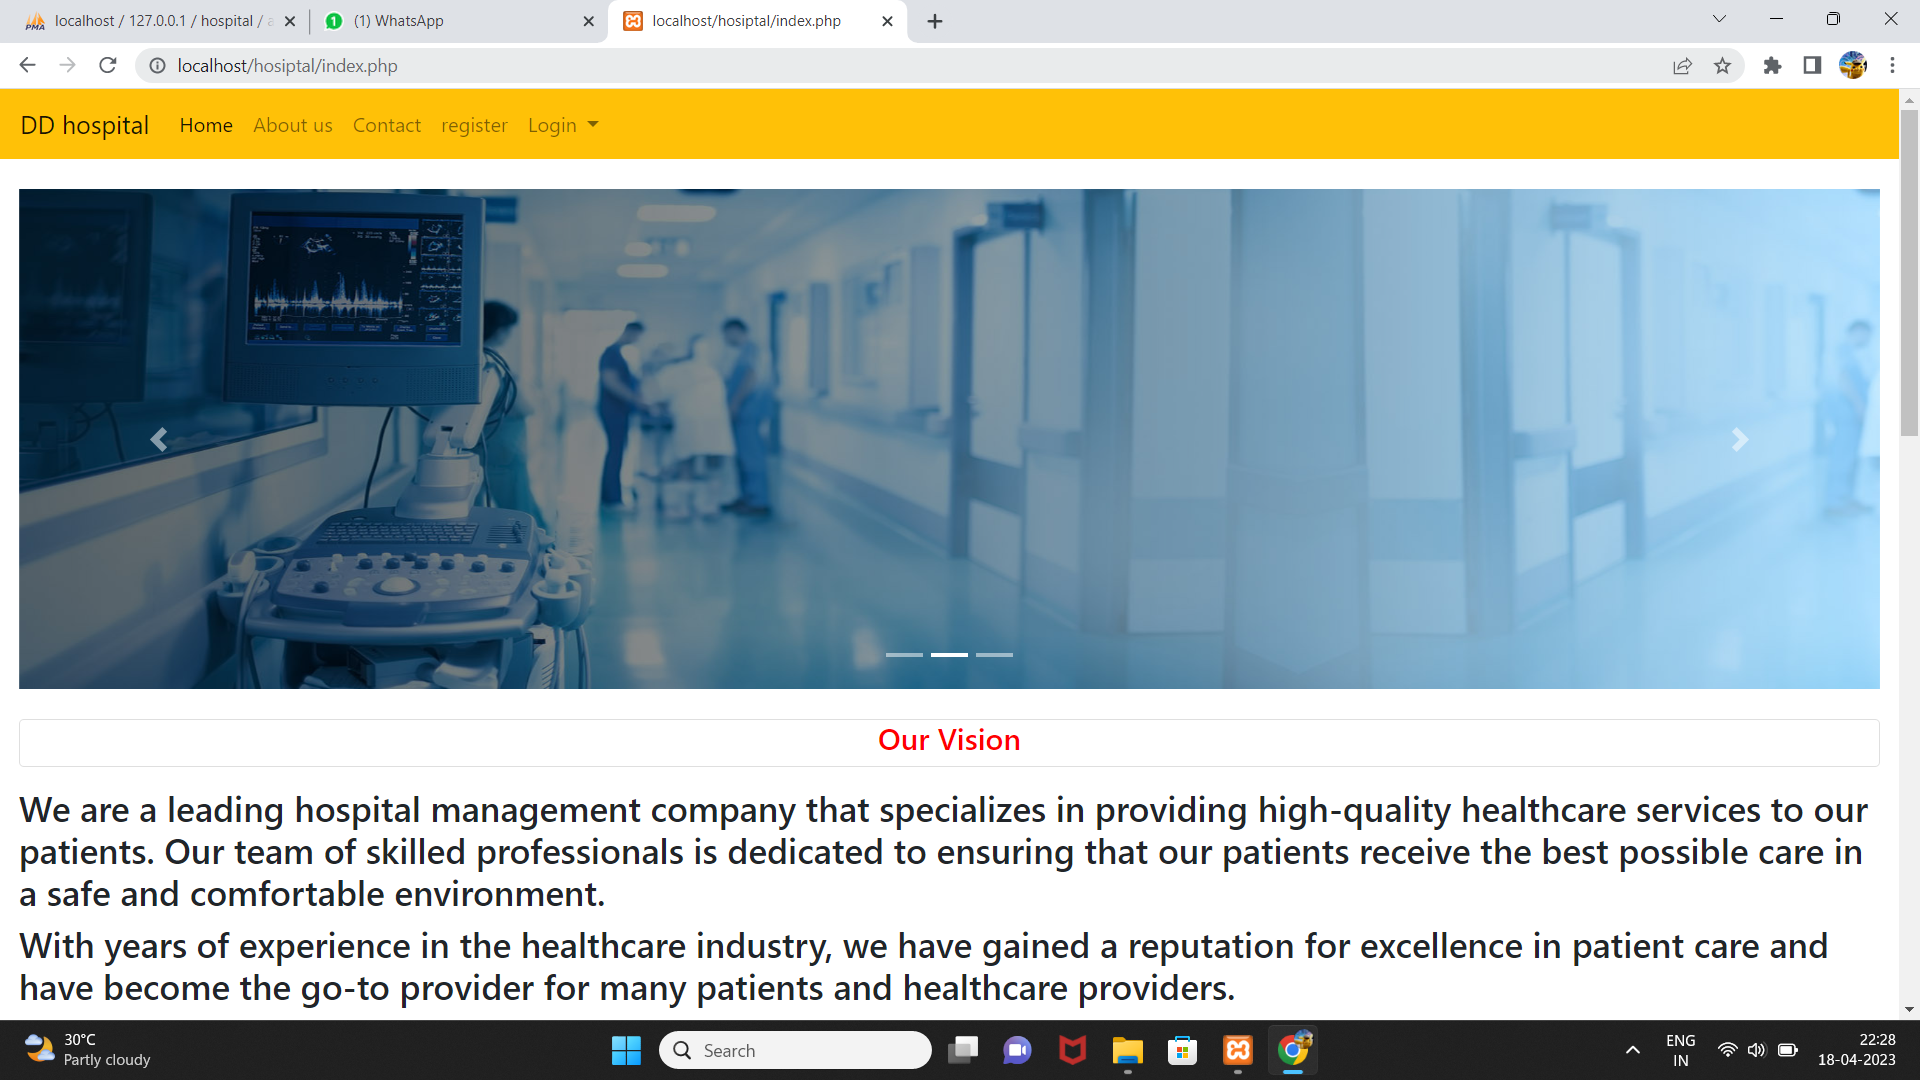 localhost / 127.0.0.1 / hospital / a
(1) WhatsApp
localhost/hosiptal/index.php
localhost/hosiptal/index.php
DD hospital Home About us Contact register Login
Our Vision
We are a leading hospital management company that specializes in providing high-quality healthcare services to our
patients. Our team of skilled professionals is dedicated to ensuring that our patients receive the best possible care in
a safe and comfortable environment.
With years of experience in the healthcare industry, we have gained a reputation for excellence in patient care and
have become the go-to provider for many patients and healthcare providers.
30°C
Partly cloudy
Search
ENG
IN
22:28
18-04-2023